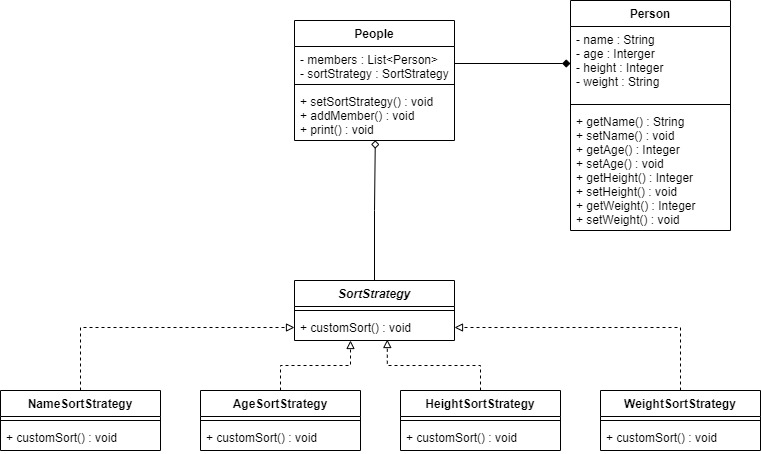 People
- members : List<Person>
- sortStrategy : SortStrategy
+ setSortStrategy() : void
+ addMember() : void
+ print() : void
Person
- name : String
- age : Interger
- height : Integer
- weight : String
+ getName() : String
+ setName() : void
+ getAge() : Integer
+ setAge() : void
+ getHeight() : Integer
+ setHeight() : void
+ getWeight() : Integer
+ setWeight() : void
SortStrategy
+ customSort() : void
NameSortStrategy
+ customSort() : void
AgeSortStrategy
+ customSort() : void
HeightSortStrategy
+ customSort() : void
WeightSortStrategy
+ customSort() : void